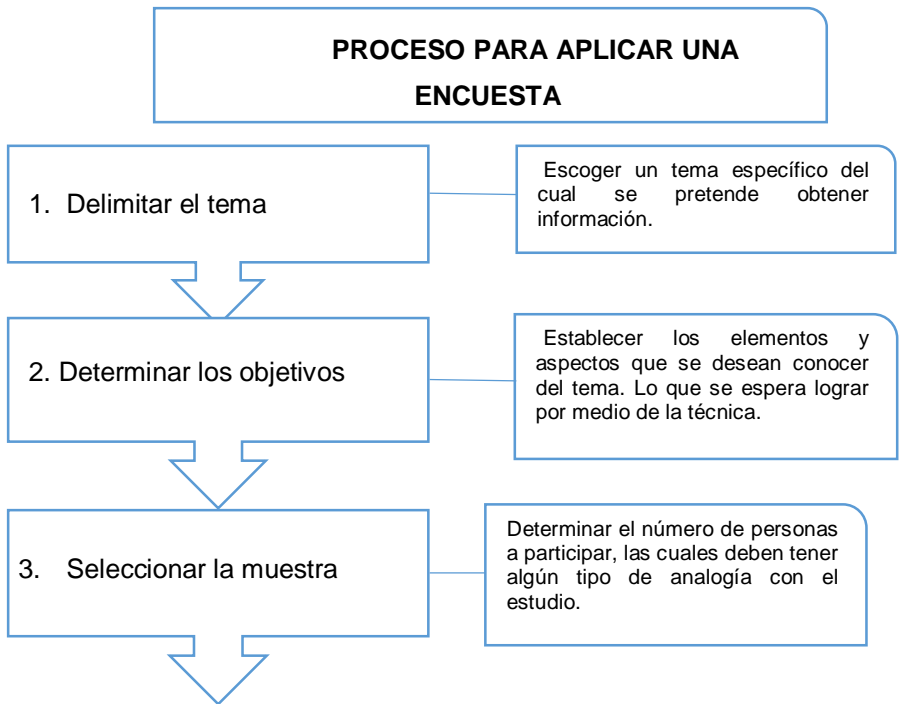 PROCESO PARA APLICAR UNA
ENCUESTA
1. Delimitar el tema
Escoger un tema específico del
cual se pretende obtener
información.
2. Determinar los objetivos
Establecer los elementos y
aspectos que se desean conocer
del tema. Lo que se espera lograr
por medio de la técnica.
3. Seleccionar la muestra
Determinar el número de personas
a participar, las cuales deben tener
algún tipo de analogía con el
estudio.